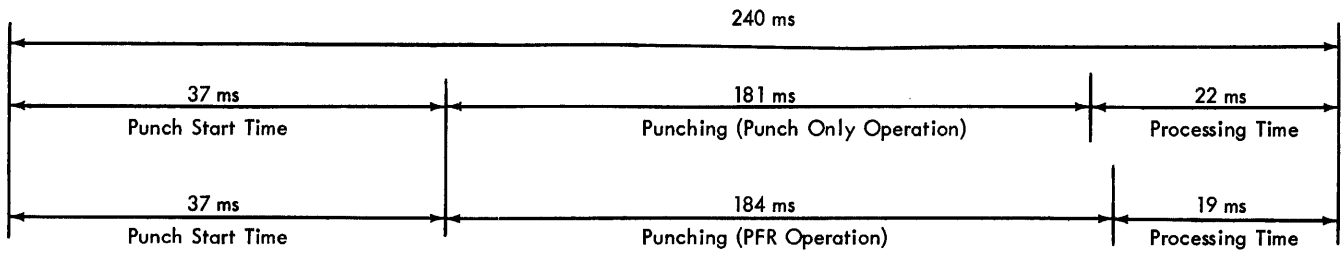 240 ms
37 ms 181 ms 22 ms
Punch Start Time Punching (Punch Only Operation) Processing Time
37 ms 184 ms 19 ms
Punch Start Time Punching (PFR Operation) Processing Time